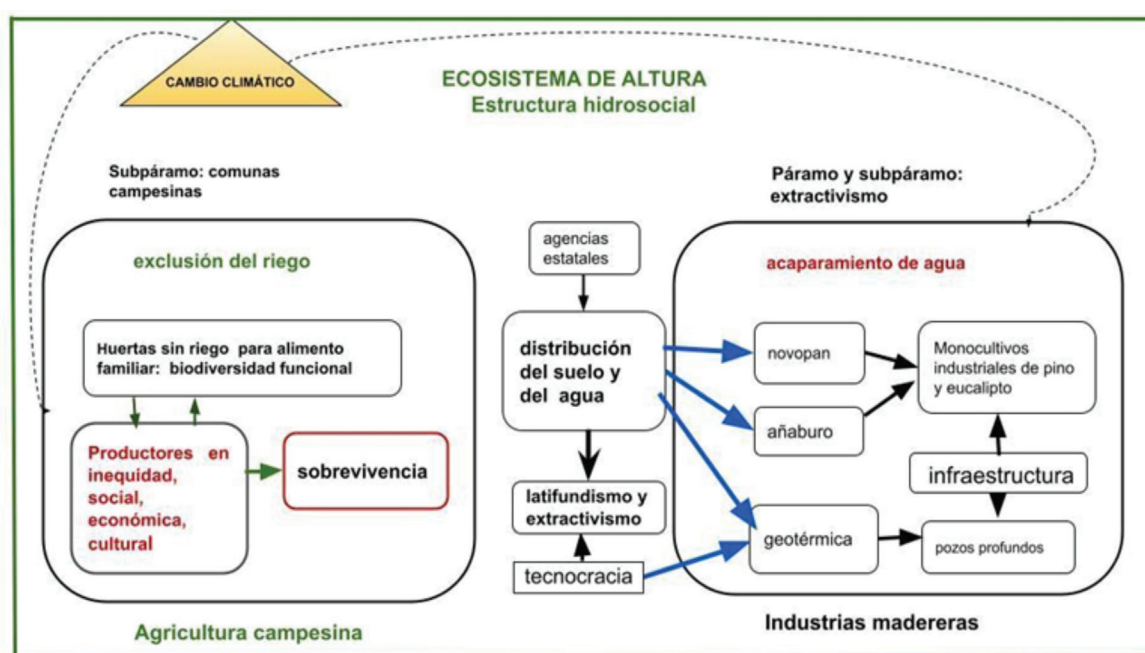 CAMBIO CLIMÁTICO
ECOSISTEMA DE ALTURA
Estructura hidrosocial
Subpáramo: comunas
campesinas
Páramo y subpáramo:
extractivismo
exclusión del riego
Huertas sin riego para alimento
familiar: biodiversidad funcional
Productores en
inequidad,
social,
económica,
cultural
sobrevivencia
Agricultura campesina
agencias
estatales
distribución
del suelo y
del agua
latifundismo y
extractivismo
tecnocracia
acaparamiento de agua
novopan
añaburo
geotérmica
Monocultivos
industriales de pino
y eucalipto
infraestructura
pozos profundos
Industrias madereras